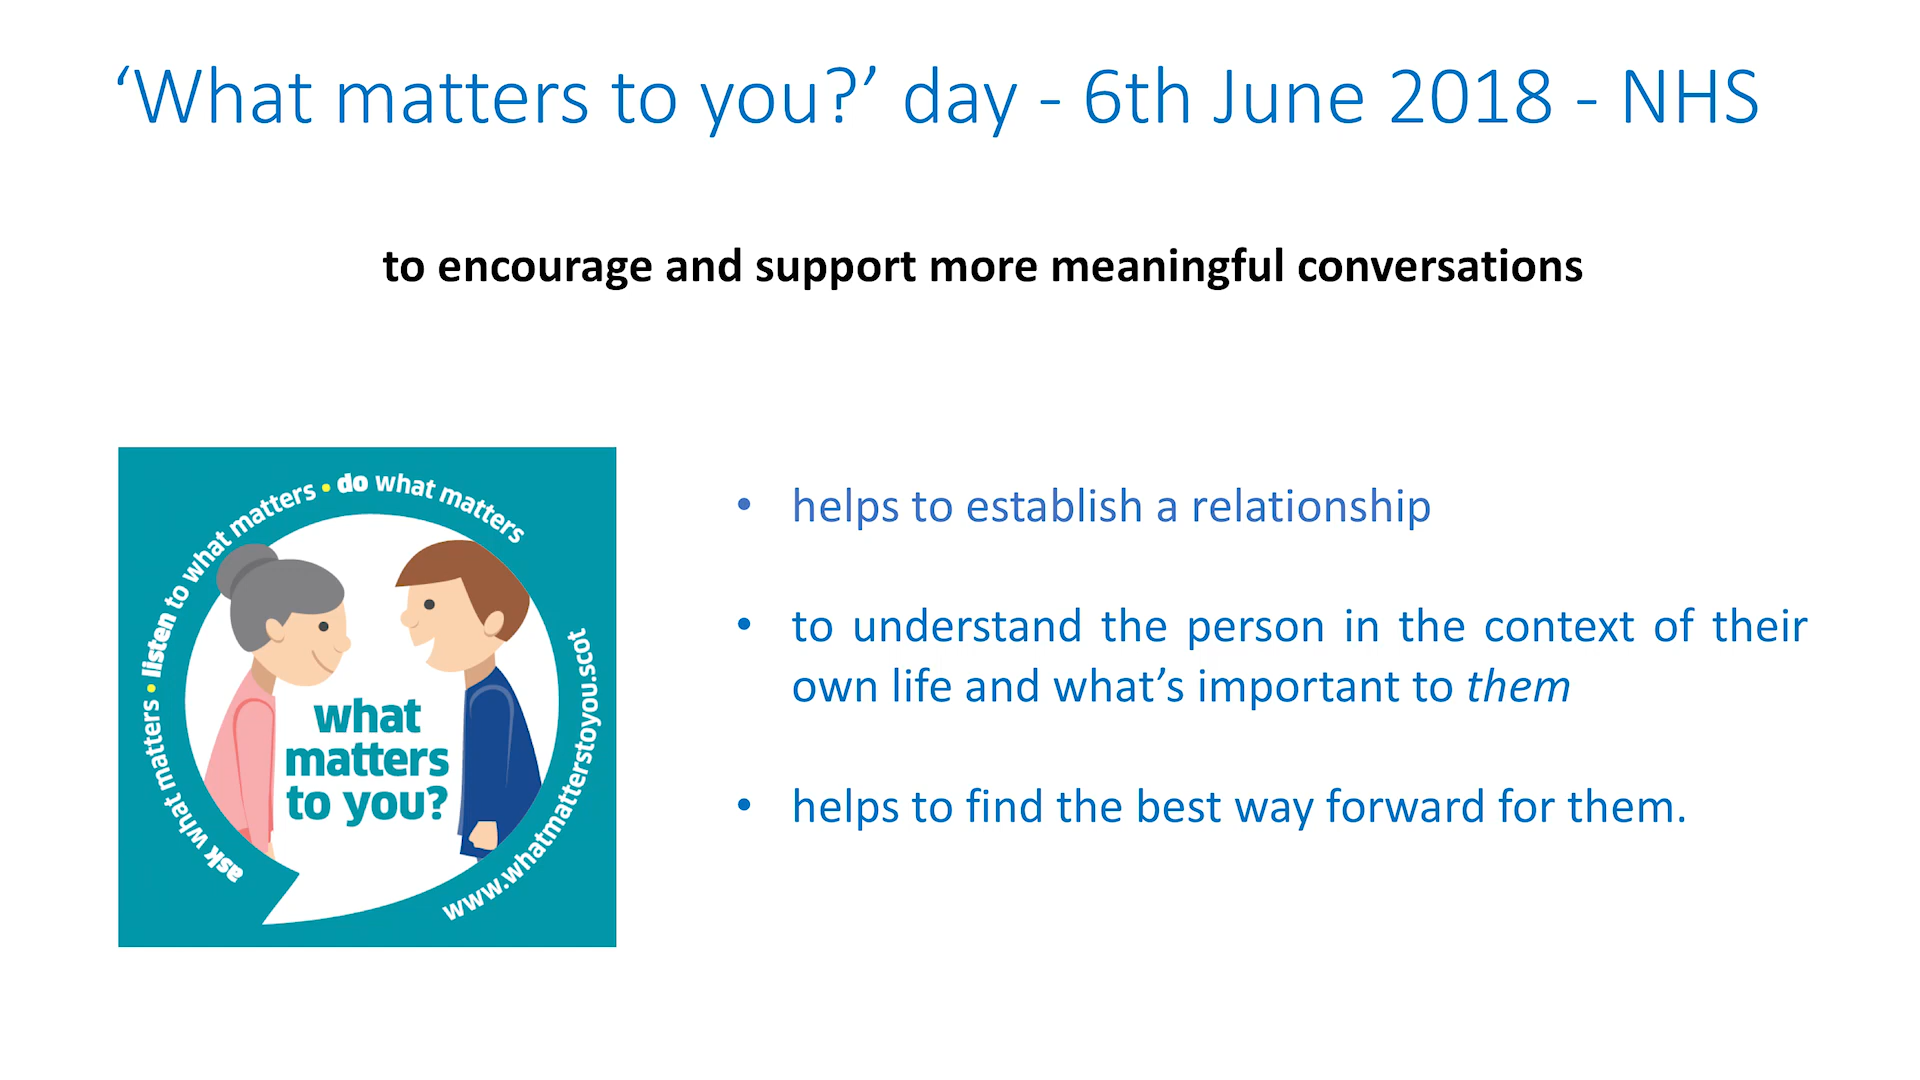 ‘What matters to you?’ day - 6th June 2018 - NHS
to encourage and support more meaningful conversations
ask what matters • listen to what matters • do what matters
www.whatmatterstoyou.scot
what
matters
to you?
• helps to establish a relationship
• to understand the person in the context of their
own life and what’s important to them
• helps to find the best way forward for them.